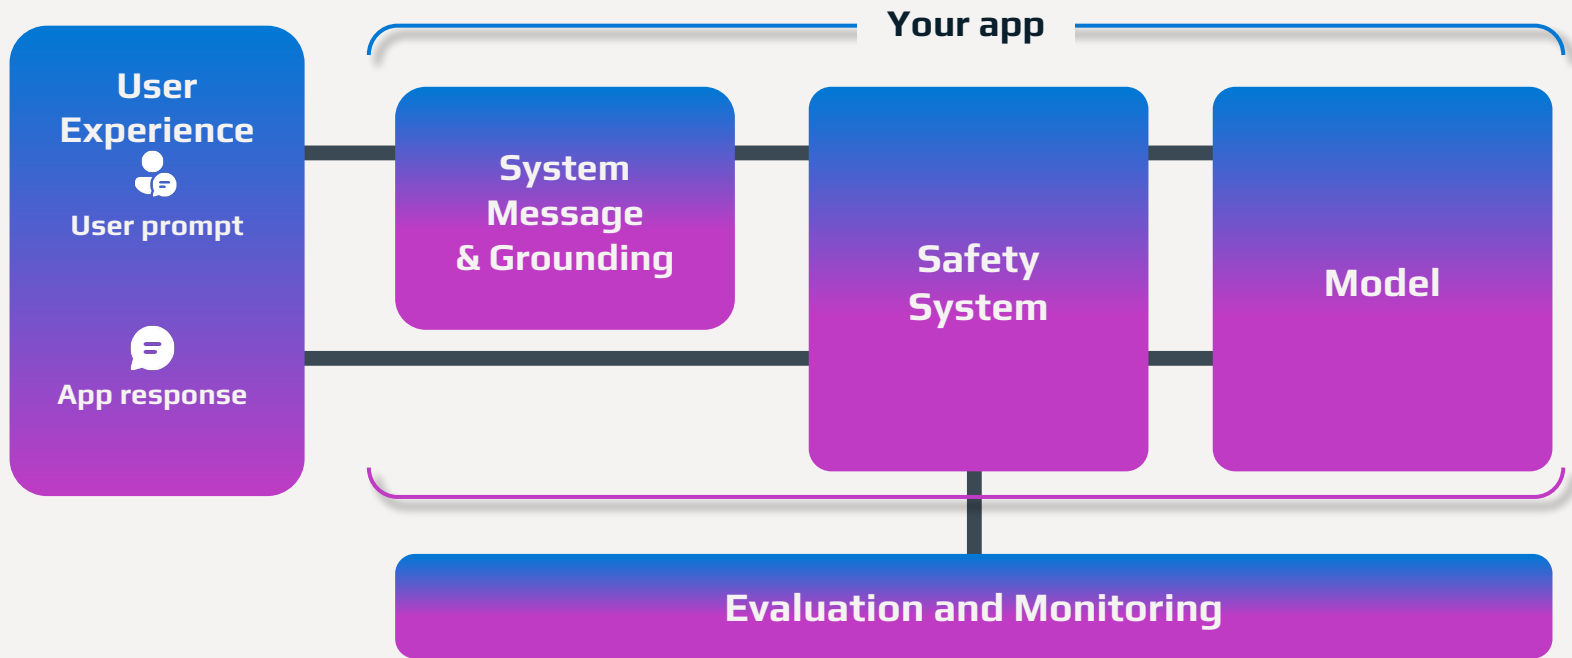 Your app
User
Experience
User prompt
App response
System
Message
& Grounding
Safety
System
Model
Evaluation and Monitoring